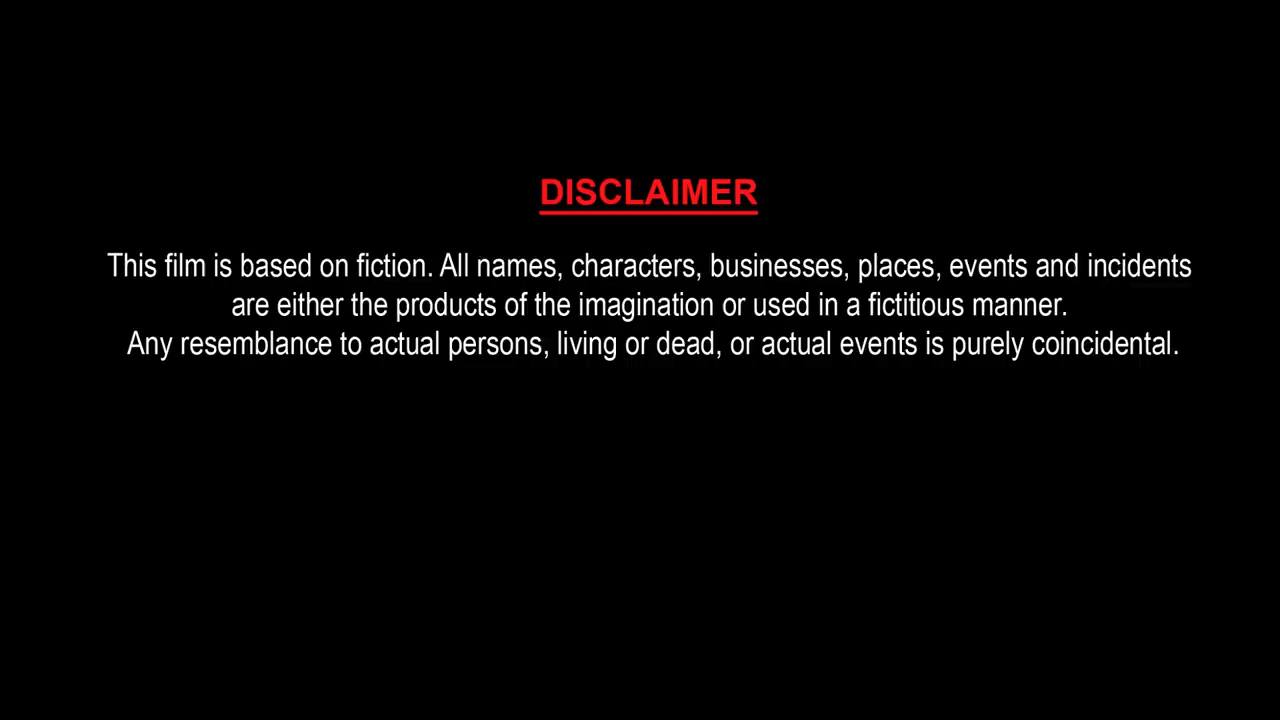 DISCLAIMER
This film is based on fiction. All names, characters, businesses, places, events and incidents
are either the products of the imagination or used in a fictitious manner.
Any resemblance to actual persons, living or dead, or actual events is purely coincidental.